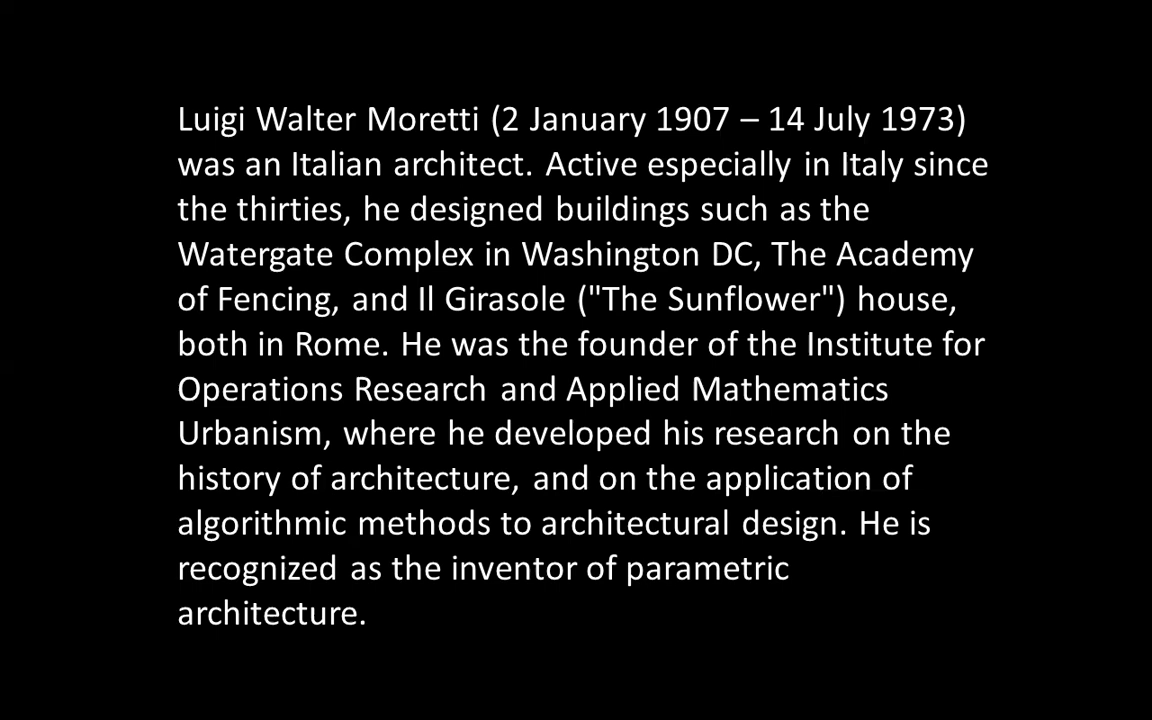 Luigi Walter Moretti (2 January 1907 – 14 July 1973)
was an Italian architect. Active especially in Italy since
the thirties, he designed buildings such as the
Watergate Complex in Washington DC, The Academy
of Fencing, and Il Girasole ("The Sunflower") house,
both in Rome. He was the founder of the Institute for
Operations Research and Applied Mathematics
Urbanism, where he developed his research on the
history of architecture, and on the application of
algorithmic methods to architectural design. He is
recognized as the inventor of parametric
architecture.